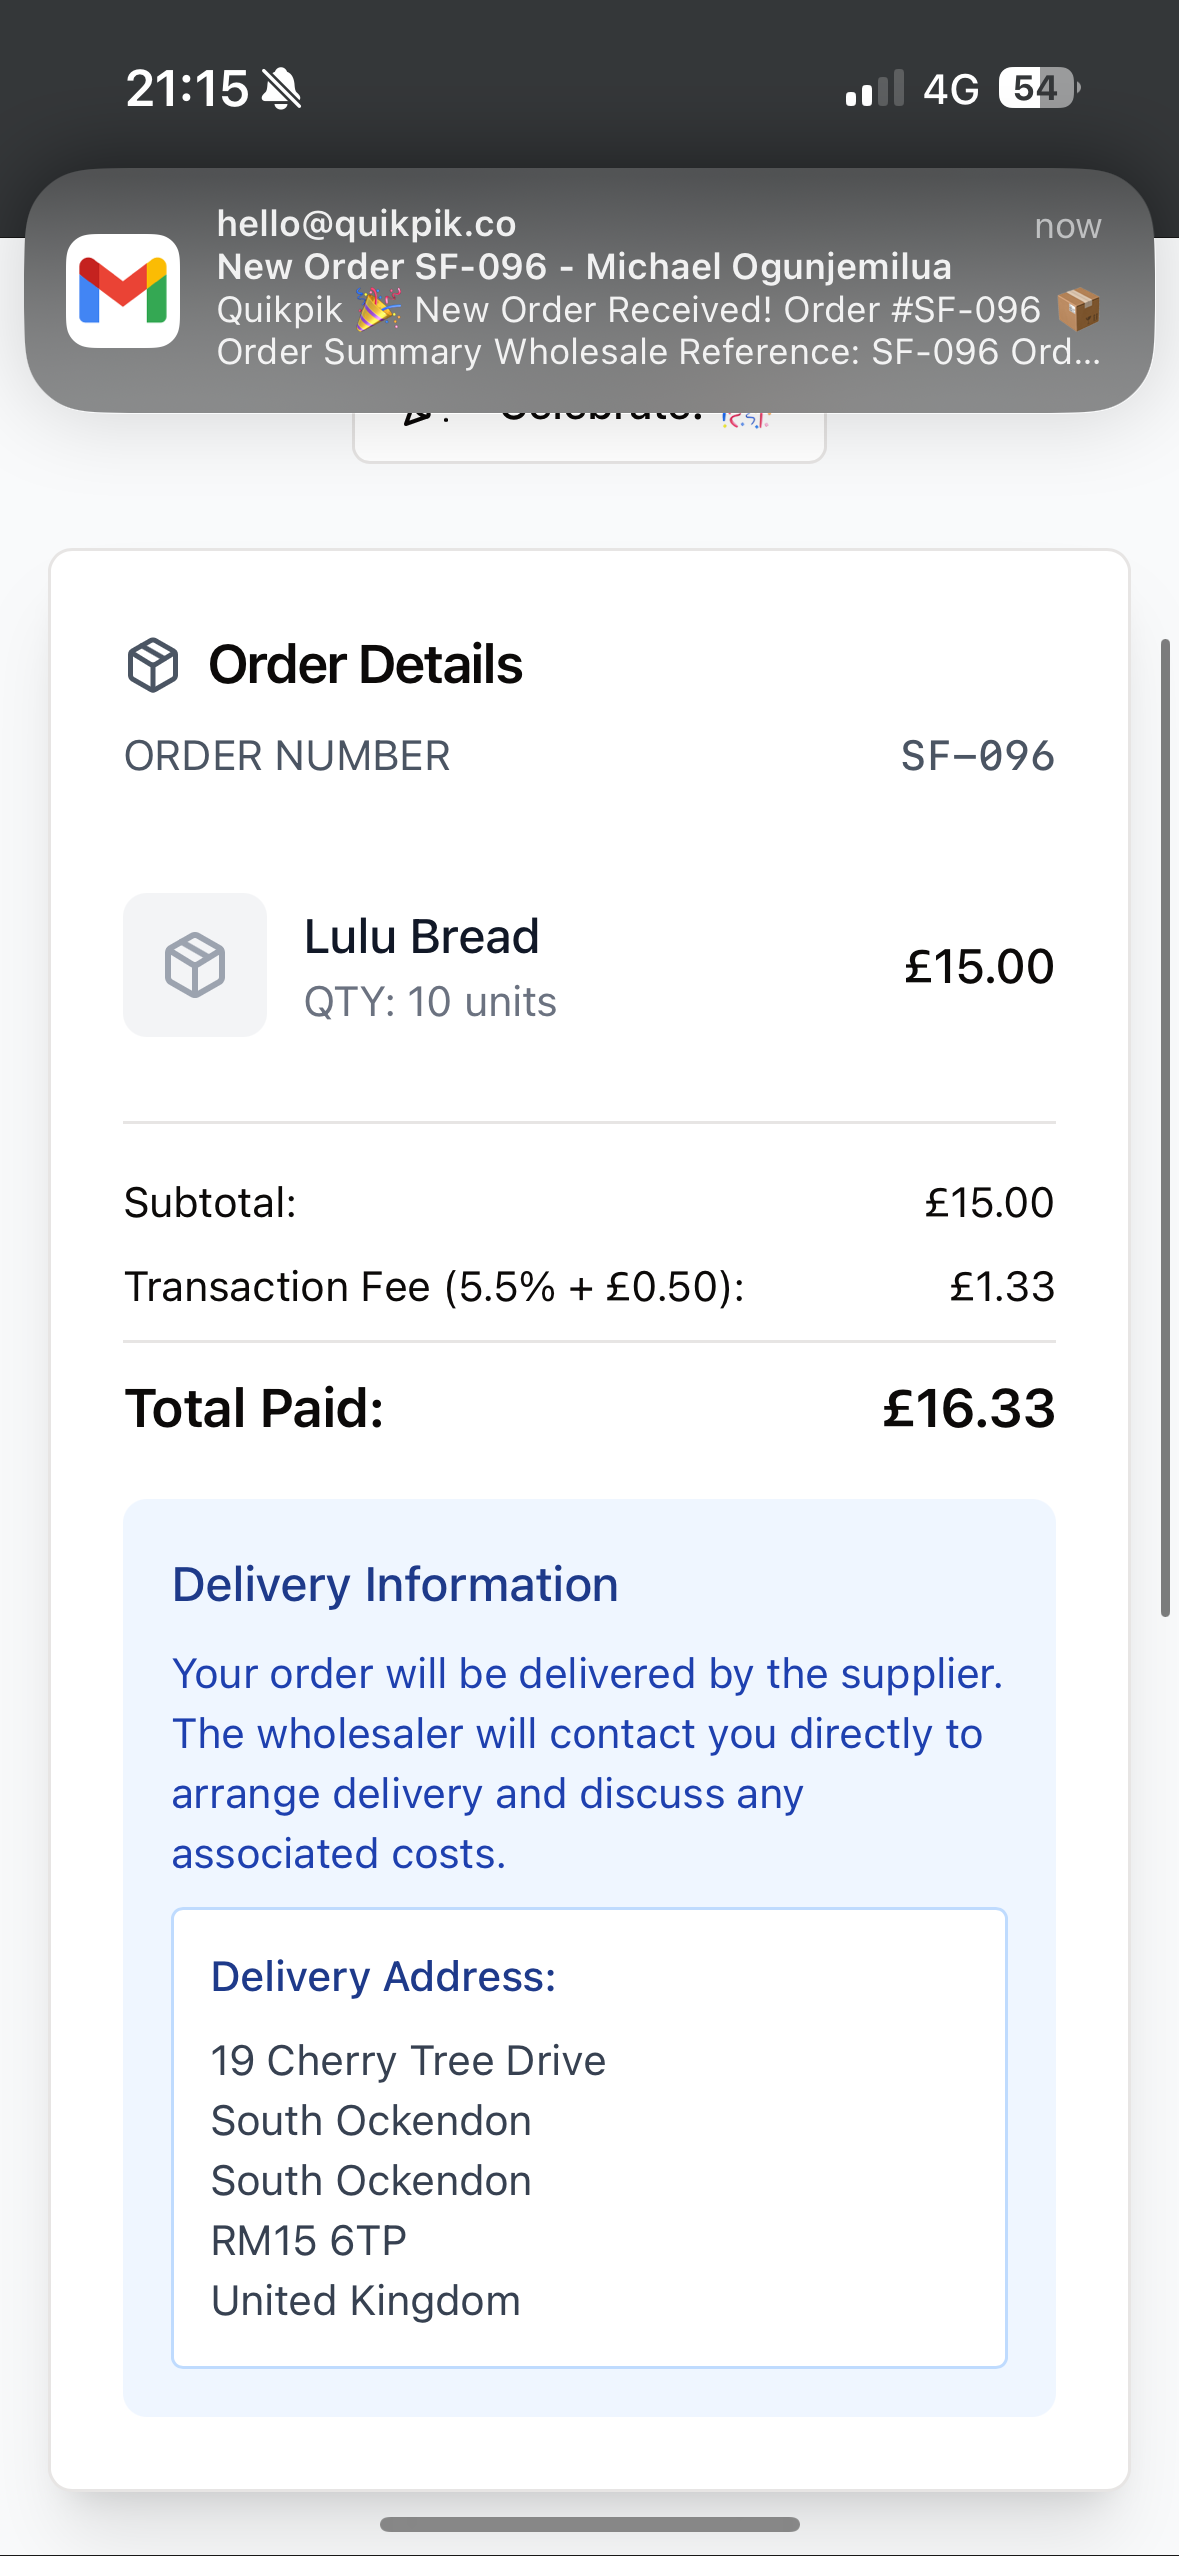 21:15
4G
54
hello@quikpik.co
now
New Order SF-096 - Michael Ogunjemilua
Quikpik 🎉 New Order Received! Order #SF-096 📦
Order Summary Wholesale Reference: SF-096 Ord...
Celebrate! 🎊
Order Details
ORDER NUMBER
SF-096
Lulu Bread
£15.00
QTY: 10 units
Subtotal:
£15.00
Transaction Fee (5.5% + £0.50):
£1.33
Total Paid:
£16.33
Delivery Information
Your order will be delivered by the supplier.
The wholesaler will contact you directly to
arrange delivery and discuss any
associated costs.
Delivery Address:
19 Cherry Tree Drive
South Ockendon
South Ockendon
RM15 6TP
United Kingdom